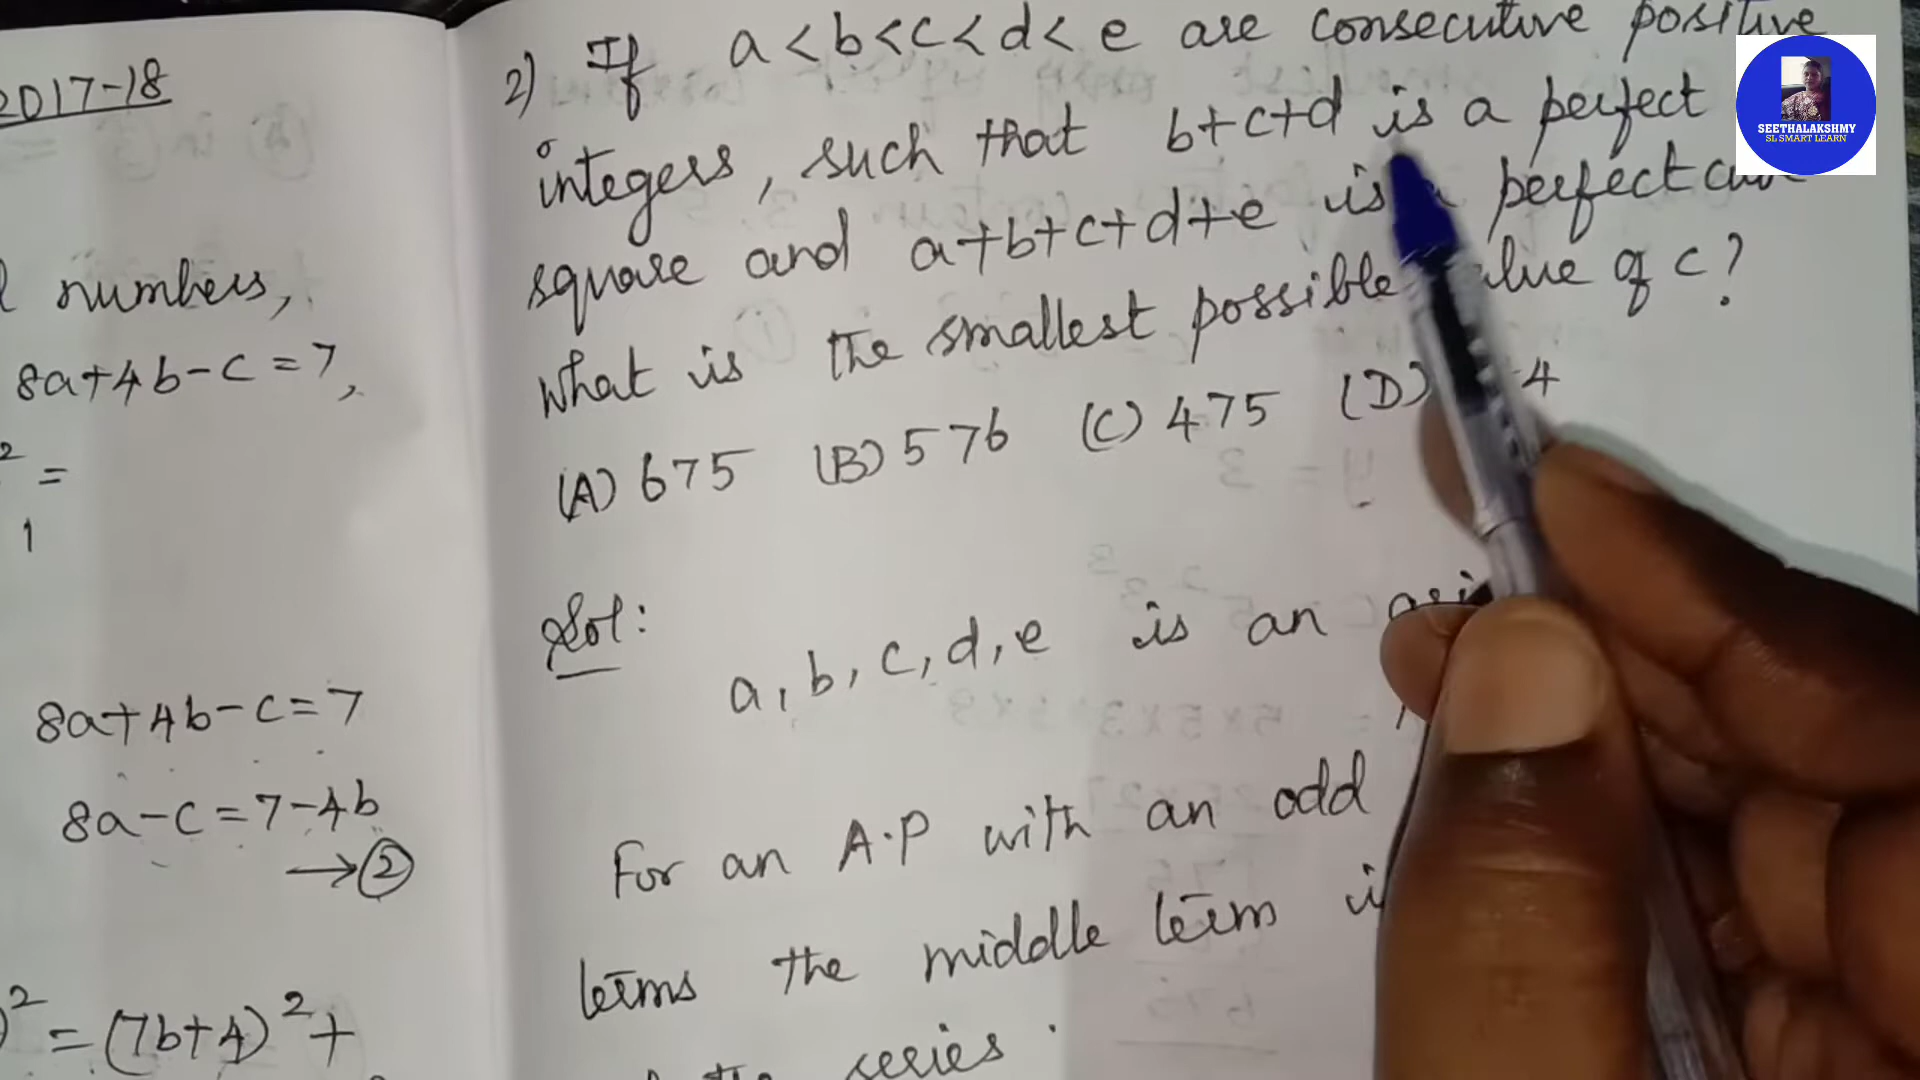 2017-18
numbers,
8a+4b-c=7,
2 =
1
8a+4b-c=7
8a-c=7-4b
→②
)² = (7b+4)² +
2) If a<b<c<d<e are consecutive positive
integers, such that b+c+d is a perfect
square and a+b+c+d+e is perfect
What is the smallest possible of c?
(A) 675 (B) 576 (C) 475 (D)
Sol:
a, b, c, d, e is an
For an A.P with an odd
terms the middle term
series.
SEETHALAKSHMY
SL SMART LEARN